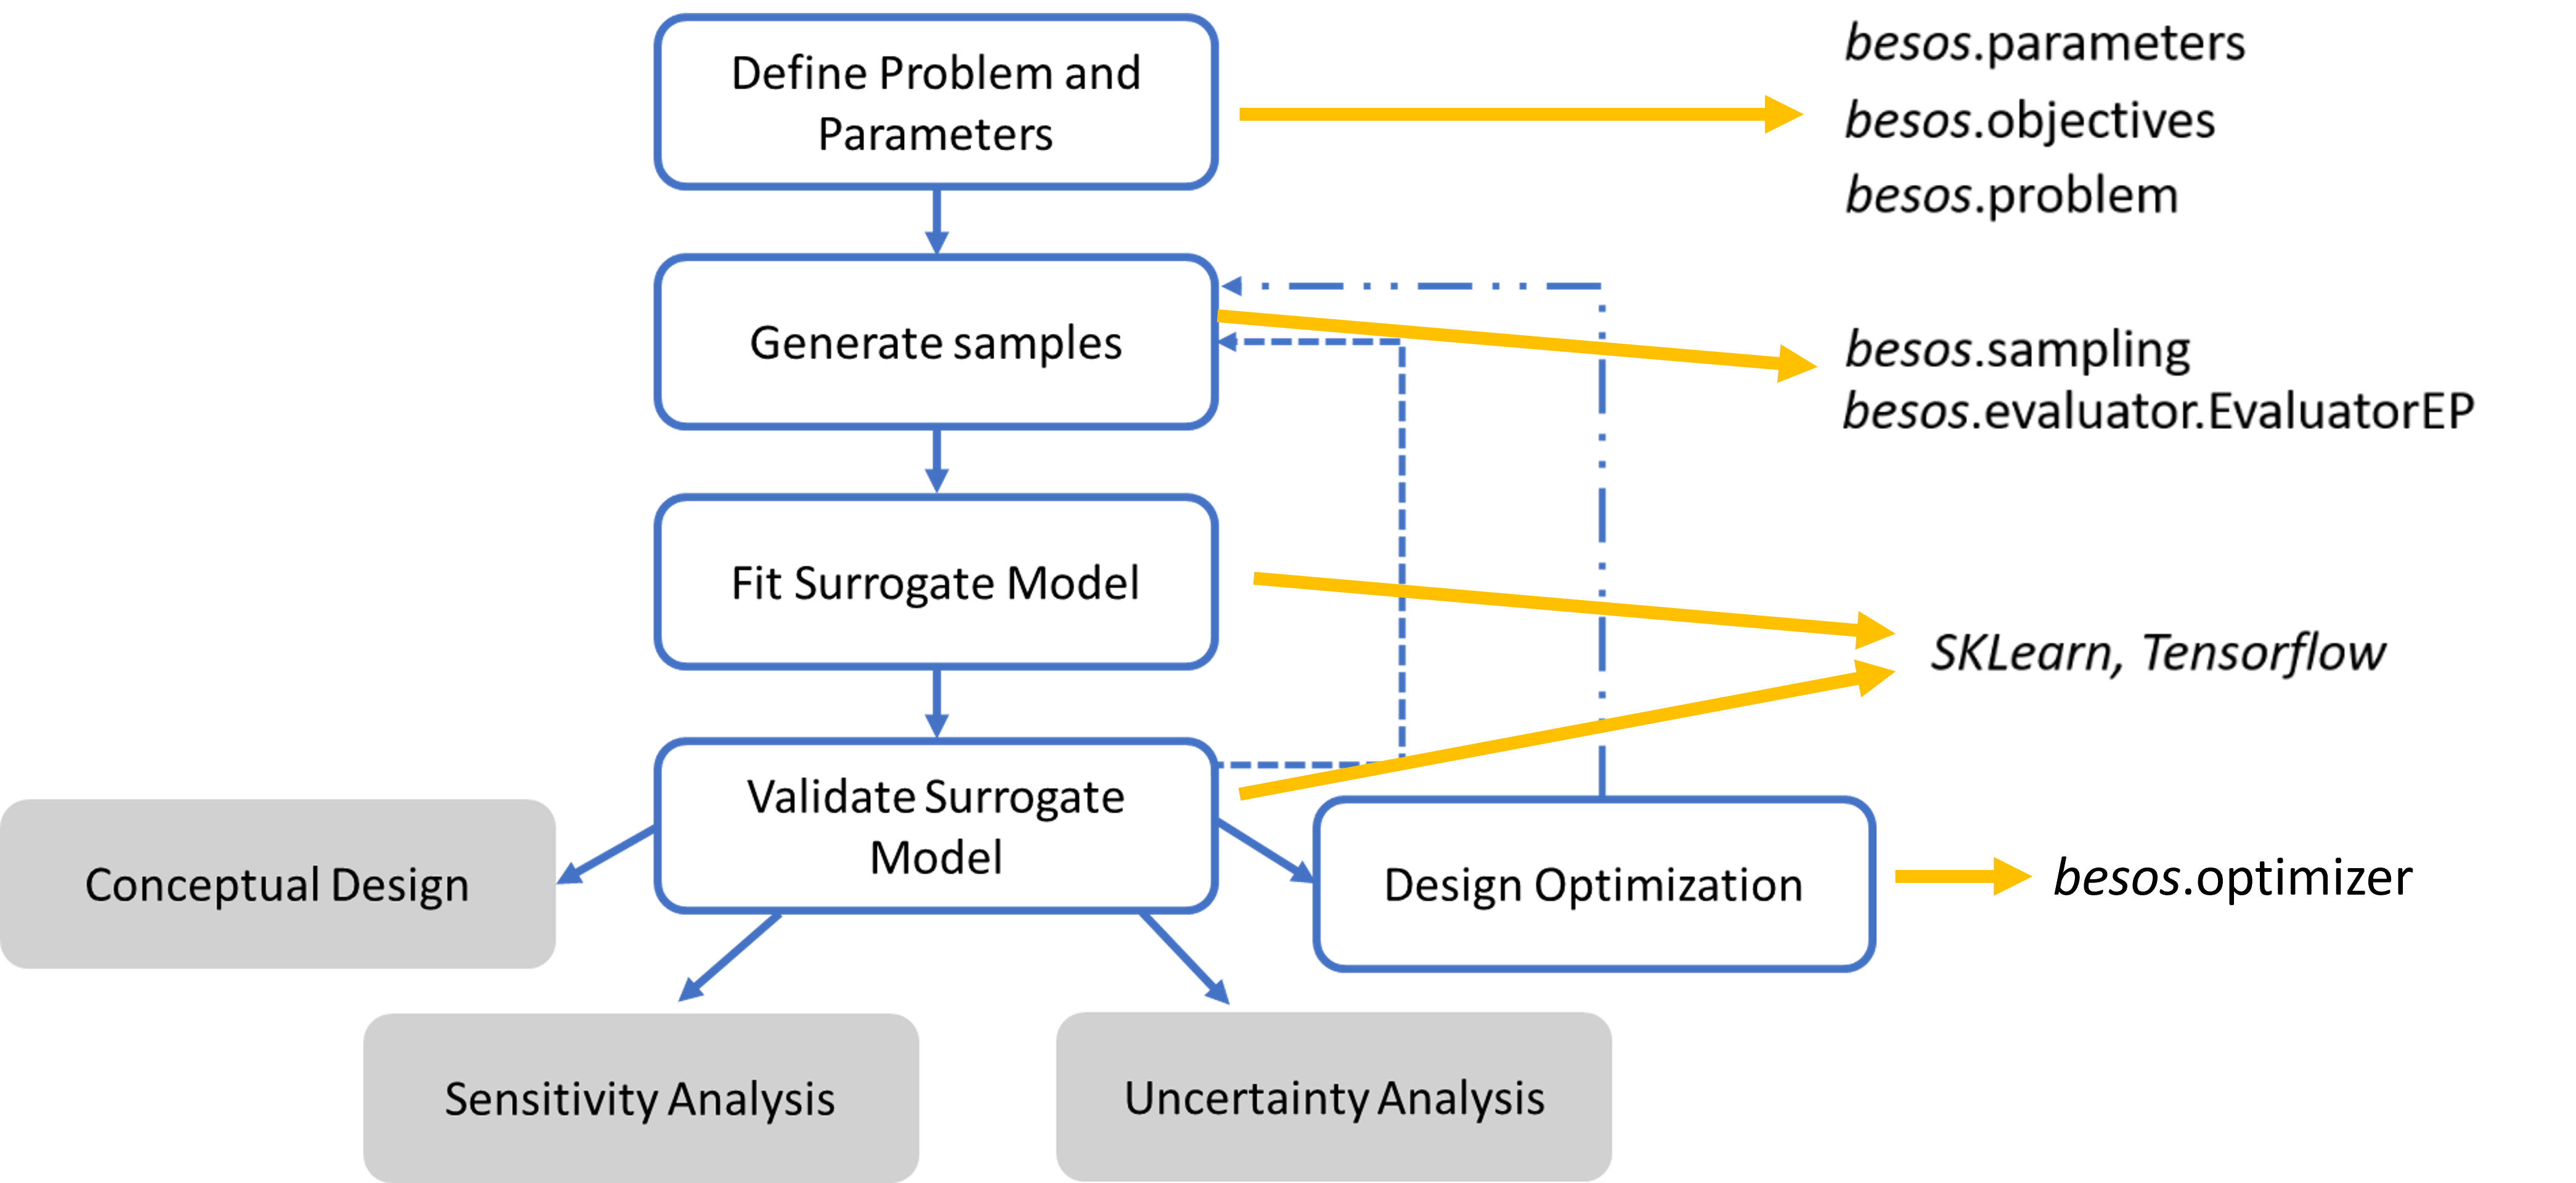 Define Problem and
Parameters
besos.parameters
besos.objectives
besos.problem
Generate samples
besos.sampling
besos.evaluator.EvaluatorEP
Fit Surrogate Model
SKLearn, Tensorflow
Validate Surrogate
Model
Conceptual Design
Design Optimization
besos.optimizer
Sensitivity Analysis
Uncertainty Analysis